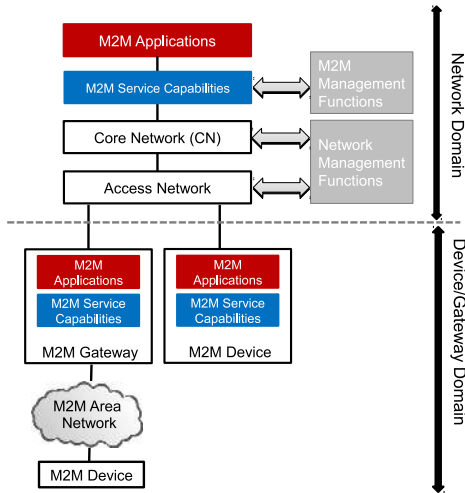 M2M Applications
M2M Service Capabilities
M2M
Management
Functions
Core Network (CN)
Network
Management
Functions
Access Network
Network Domain
M2M
Applications
M2M Service
Capabilities
M2M Gateway
M2M
Applications
M2M Service
Capabilities
M2M Device
Device/Gateway Domain
M2M Area
Network
M2M Device